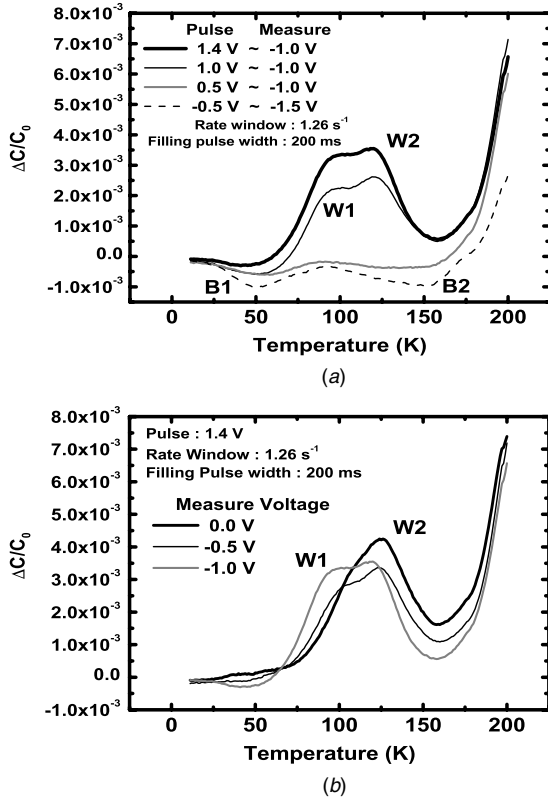 8.0x10⁻³
7.0x10⁻³
6.0x10⁻³
5.0x10⁻³
4.0x10⁻³
3.0x10⁻³
2.0x10⁻³
1.0x10⁻³
0.0
-1.0x10⁻³
ΔC/C₀
Pulse Measure
1.4 V ~ -1.0 V
1.0 V ~ -1.0 V
0.5 V ~ -1.0 V
-0.5 V ~ -1.5 V
Rate window : 1.26 s⁻¹
Filling pulse width : 200 ms
W2
W1
B1
B2
0 50 100 150 200
Temperature (K)
(a)
8.0x10⁻³
7.0x10⁻³
6.0x10⁻³
5.0x10⁻³
4.0x10⁻³
3.0x10⁻³
2.0x10⁻³
1.0x10⁻³
0.0
-1.0x10⁻³
ΔC/C₀
Pulse : 1.4 V
Rate Window : 1.26 s⁻¹
Filling Pulse width : 200 ms
Measure Voltage
0.0 V
-0.5 V
-1.0 V
W1
W2
0 50 100 150 200
Temperature (K)
(b)